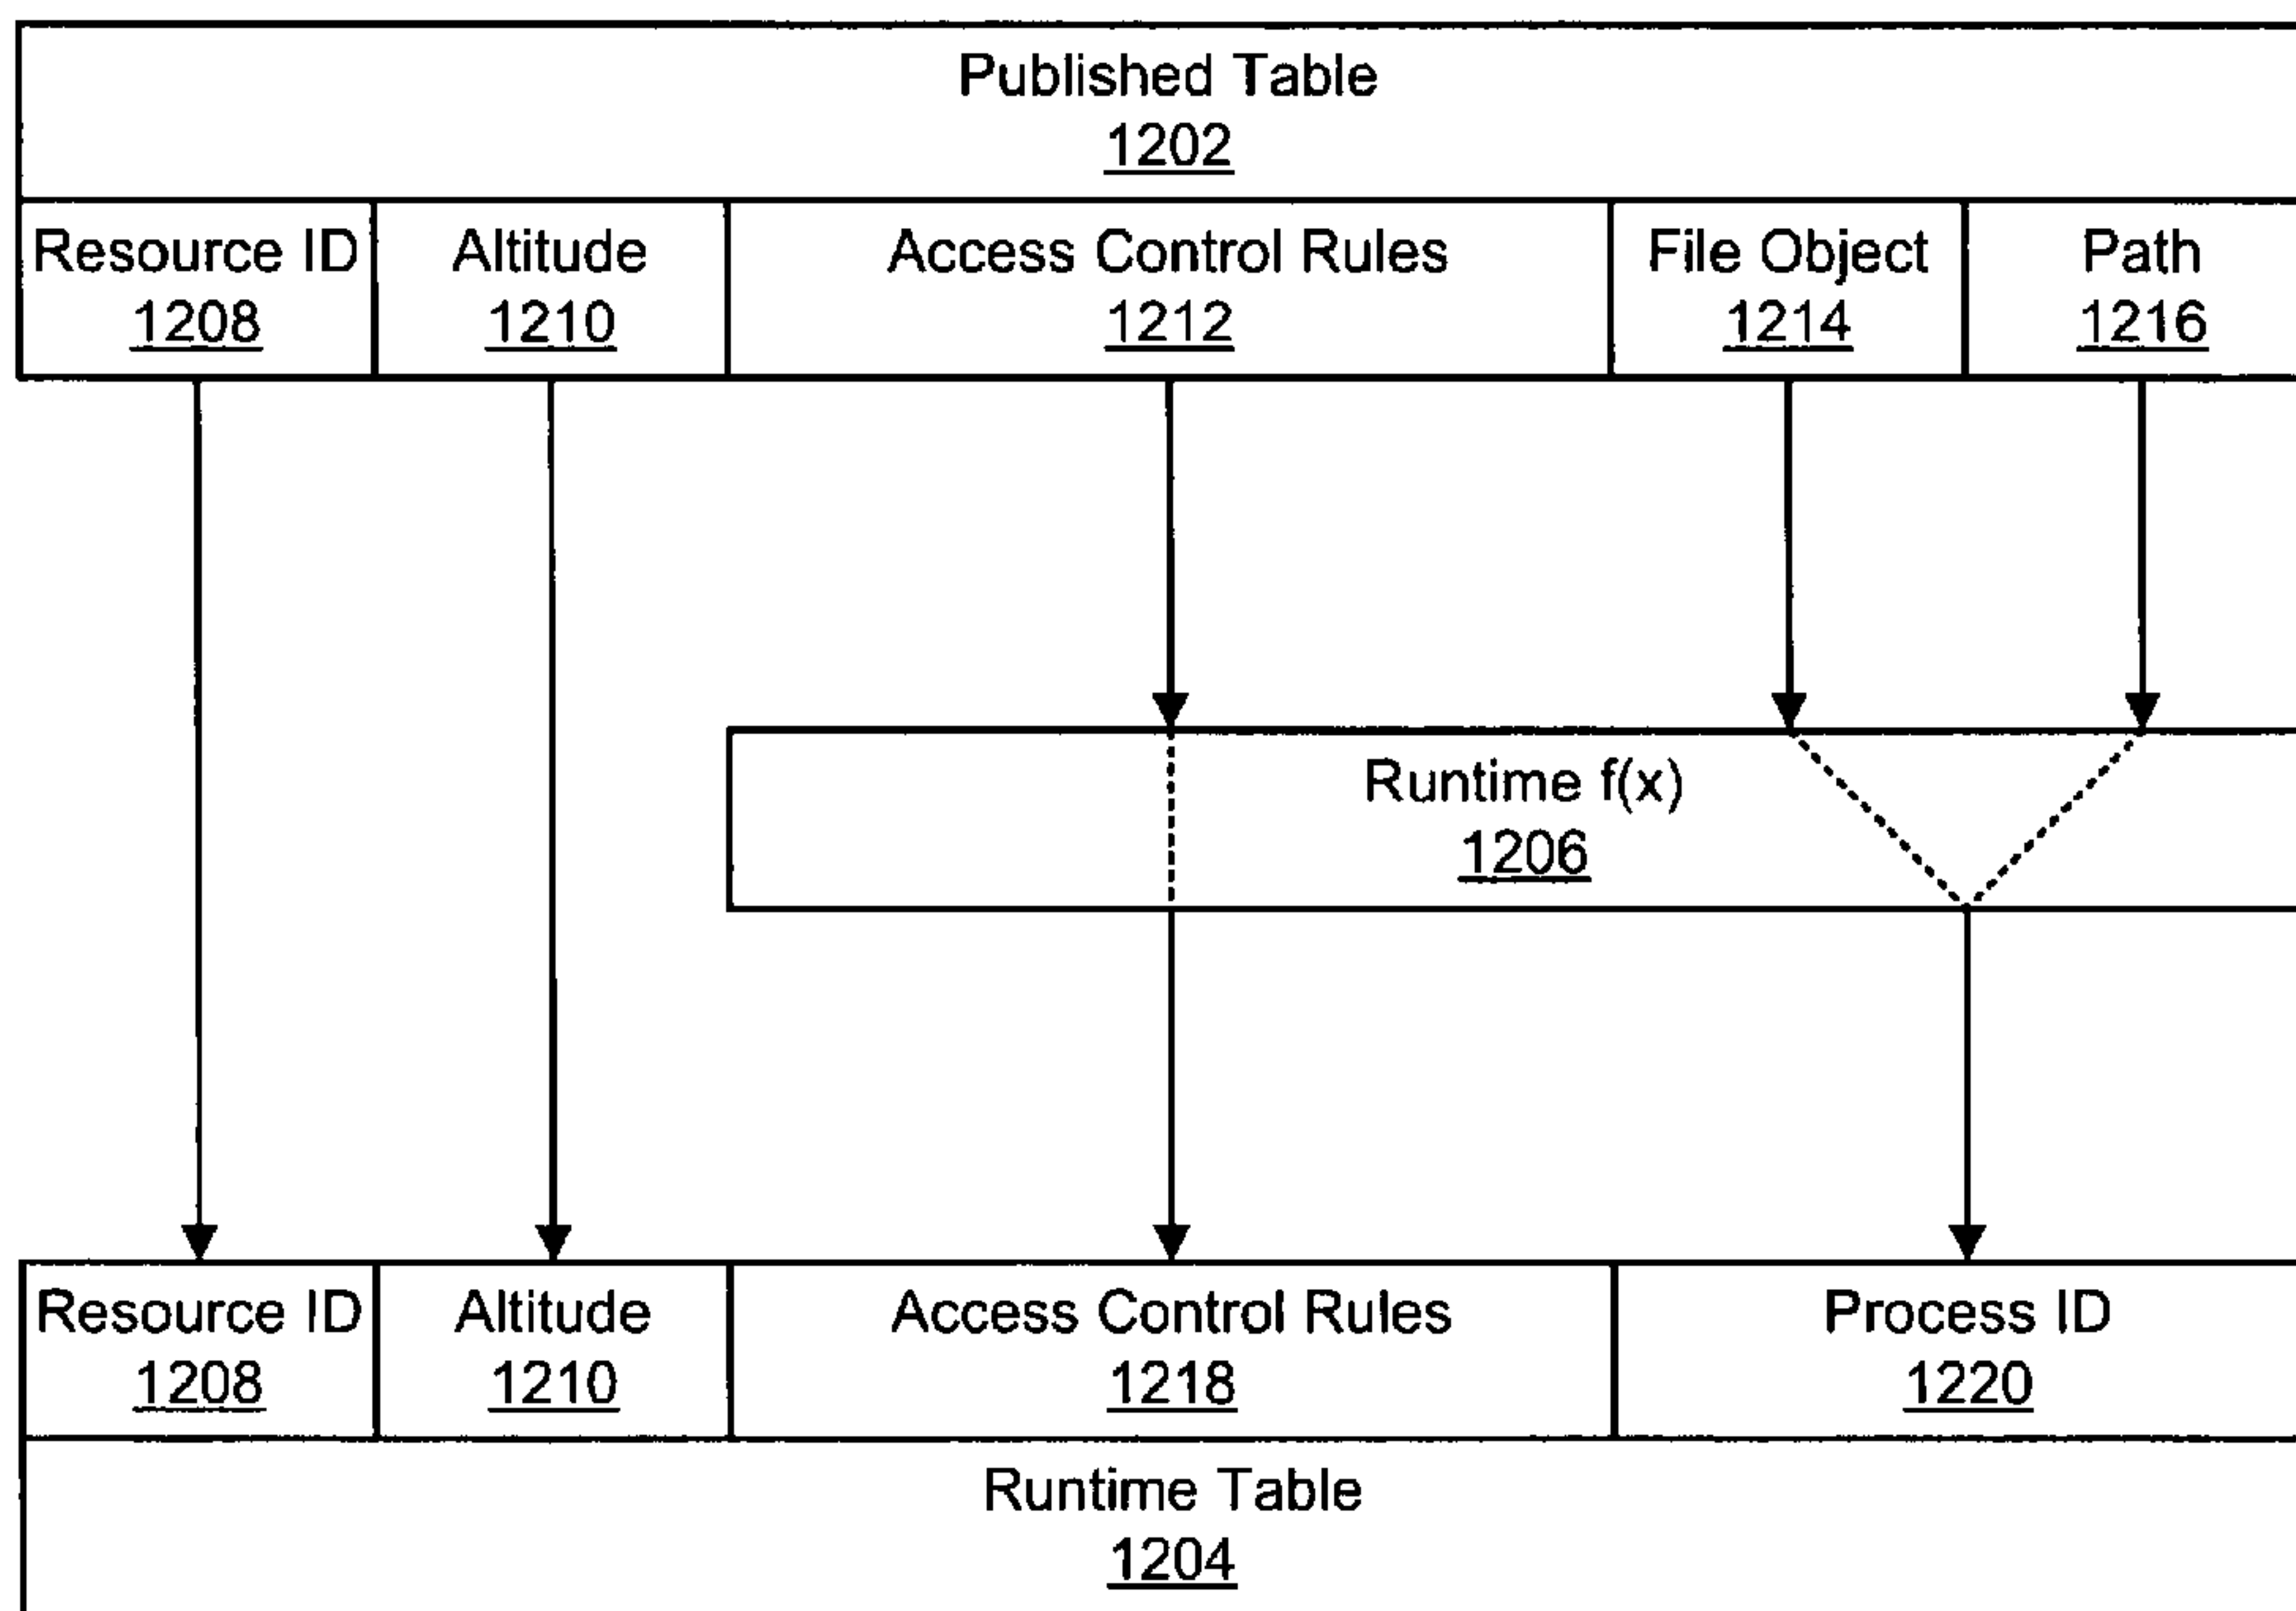 Published Table
1202
Resource ID
1208
Altitude
1210
Access Control Rules
1212
File Object
1214
Path
1216
Runtime f(x)
1206
Resource ID
1208
Altitude
1210
Access Control Rules
1218
Process ID
1220
Runtime Table
1204